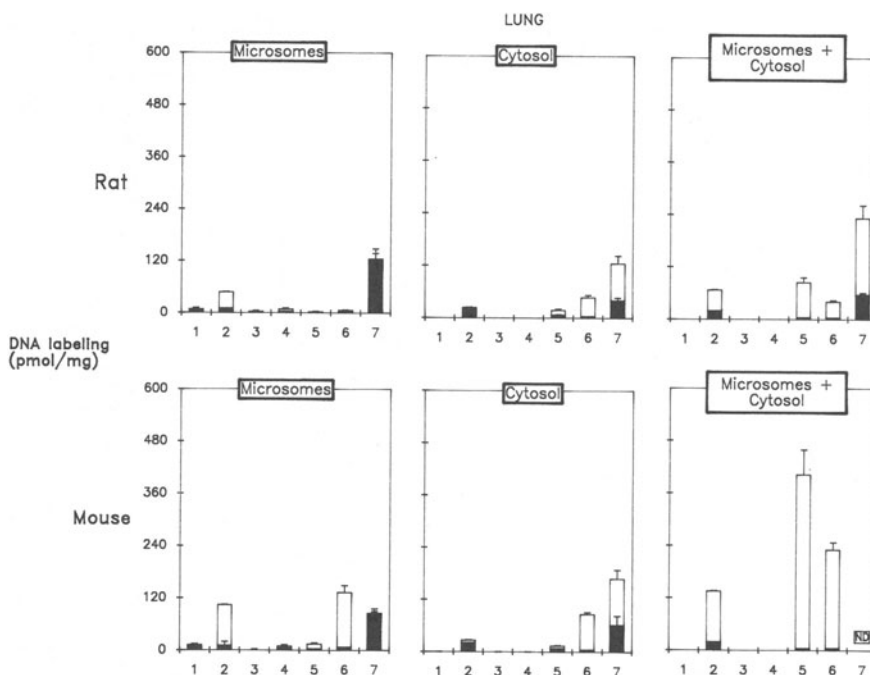 LUNG
Microsomes
Cytosol
Microsomes +
Cytosol
600
480
360
240
120
0
Rat
1 2 3 4 5 6 7
1 2 3 4 5 6 7
1 2 3 4 5 6 7
DNA labeling
(pmol/mg)
Microsomes
Cytosol
Microsomes +
Cytosol
600
480
360
240
120
0
Mouse
ND
1 2 3 4 5 6 7
1 2 3 4 5 6 7
1 2 3 4 5 6 7